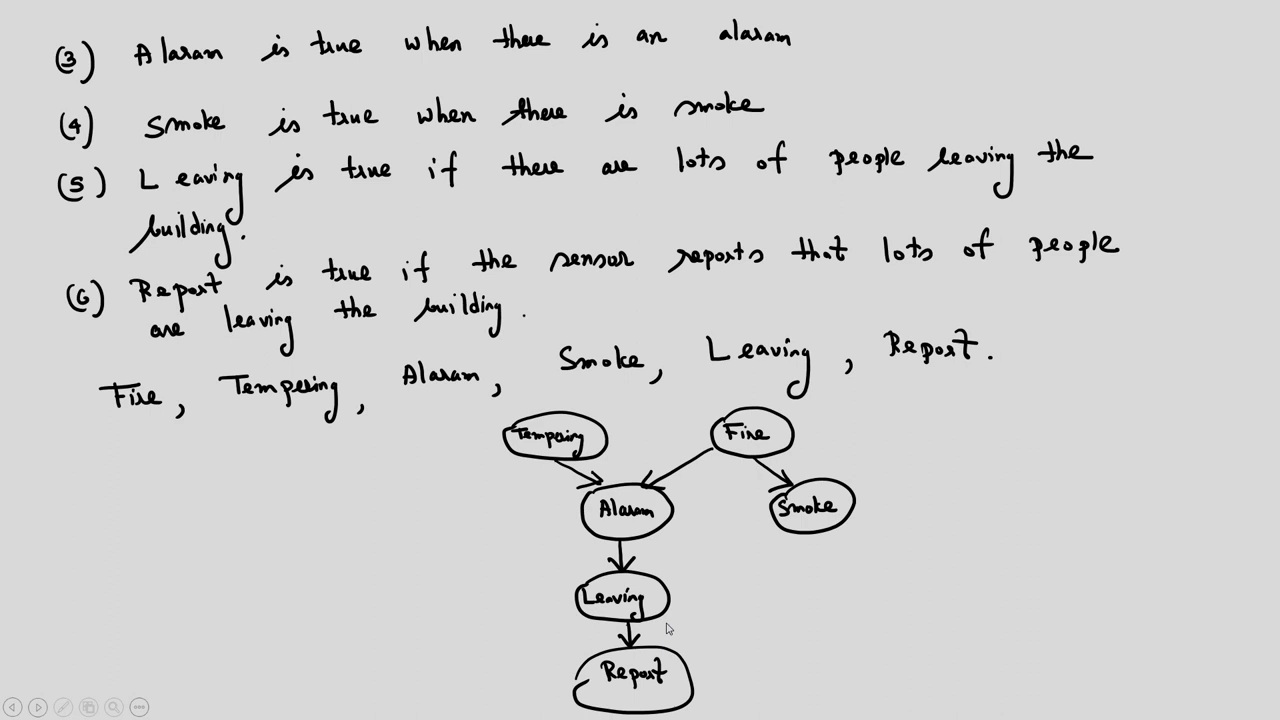 (3) Alaram is true when there is an alaram
(4) Smoke is true when there is smoke
(5) Leaving is true if there are lots of people leaving the
building.
(6) Report is true if the sensor reports that lots of people
are leaving the building.
Fire, Tempering, Alaram, Smoke, Leaving, Report.
Tempering
Fire
Alaram
Smoke
Leaving
Report